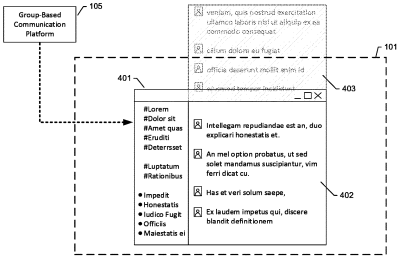 Group-Based
Communication
Platform
105
101
veniam, quis nostrud exercitation
ullamco laboris nisi ut aliquip ex ea
commodo consequat.
cillum dolore eu fugiat
officia deserunt mollit anim id
403
401
#Lorem
#Dolor sit
#Amet quas
#Eruditi
#Deterrsset
#Luptatum
#Rationibus
Impedit
Honestatis
Iudico Fugit
Officiis
Maiestatis ei
Intellegam repudiandae est an, duo
explicari honestatis et.
An mel option probatus, ut sed
solet mandamus suscipiantur, vim
ferri dicat cu.
Has et veri solum saepe,
Ex laudem impetus qui, discere
blandit definitionem
402